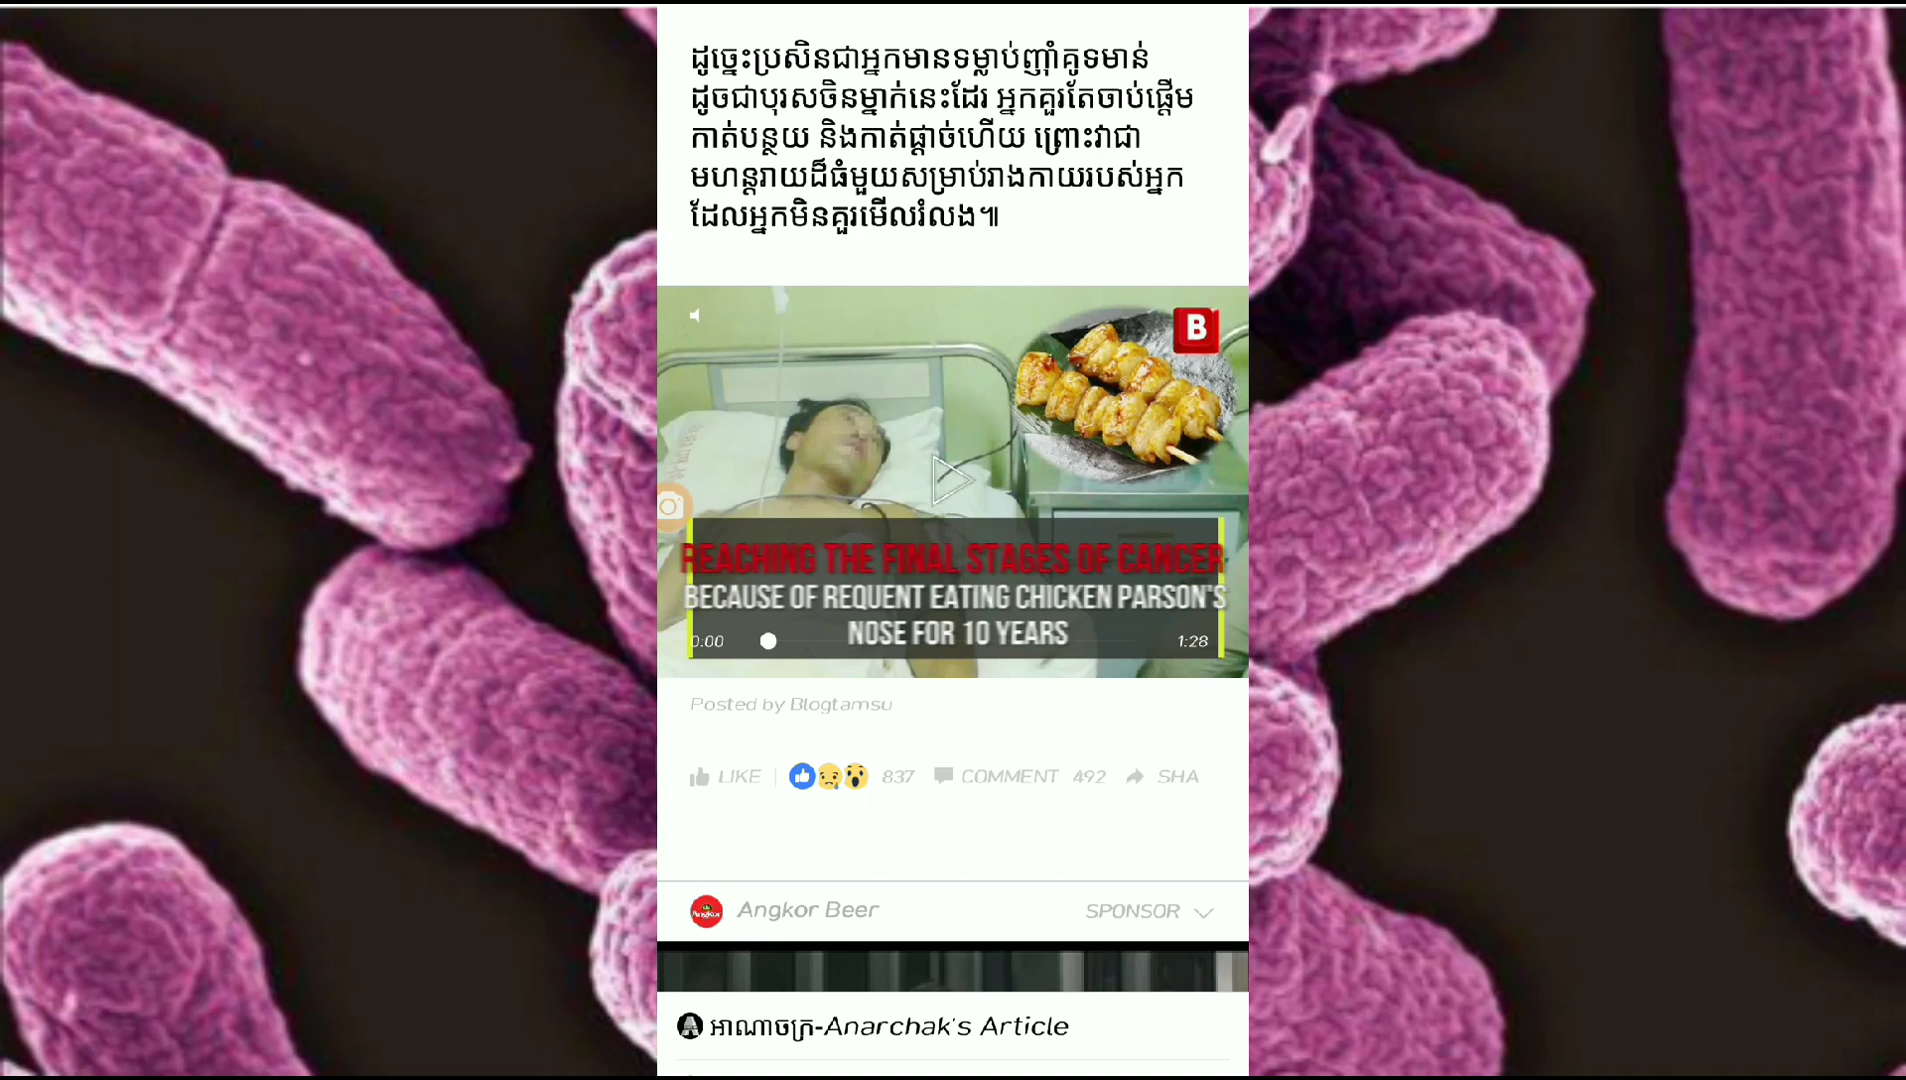 ដូច្នេះប្រសិនជាអ្នកមានទម្លាប់ញ៉ាំគូទមាន់
ដូចជាបុរសចិនម្នាក់នេះដែរ អ្នកគួរតែចាប់ផ្តើម
កាត់បន្ថយ និងកាត់ផ្តាច់ហើយ ព្រោះវាជា
មហន្តរាយដ៏ធំមួយសម្រាប់រាងកាយរបស់អ្នក
ដែលអ្នកមិនគួរមើលរំលង៕
B
REACHING THE FINAL STAGES OF CANCER
BECAUSE OF REQUENT EATING CHICKEN PARSON'S
NOSE FOR 10 YEARS
0:00 1:28
Posted by Blogtamsu
LIKE 837 COMMENT 492 SHA
Angkor Beer SPONSOR
អាណាចក្រ-Anarchak's Article